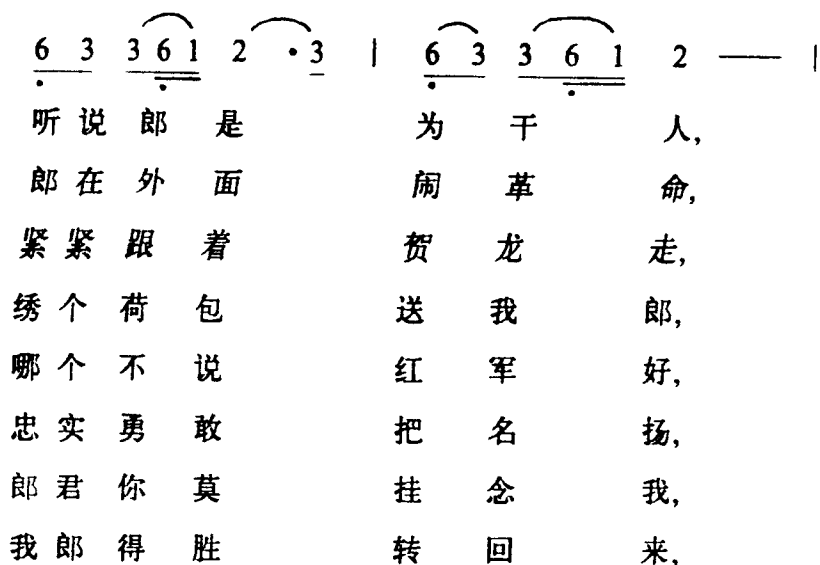 6 3 3 6 1 2 · 3 | 6 3 3 6 1 2 — |
听说郎是 为干人,
郎在外面 闹革命,
紧紧跟着 贺龙走,
绣个荷包 送我郎,
哪个不说 红军好,
忠实勇敢 把名扬,
郎君你莫 挂念我,
我郎得胜 转回来,